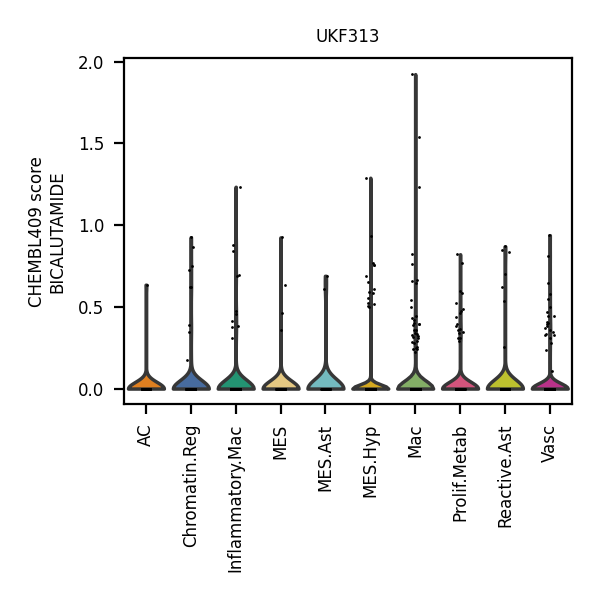 UKF313
CHEMBL409 score
BICALUTAMIDE
2.0
1.5
1.0
0.5
0.0
AC
Chromatin.Reg
Inflammatory.Mac
MES
MES.Ast
MES.Hyp
Mac
Prolif.Metab
Reactive.Ast
Vasc